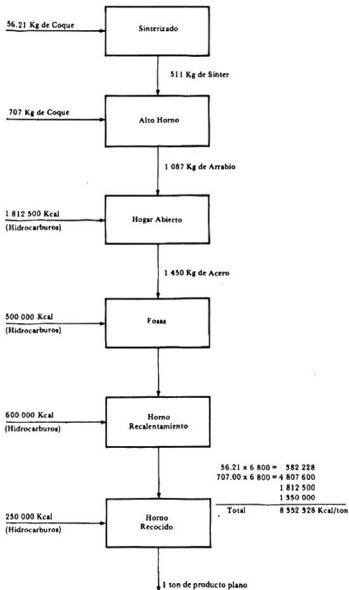 56.21 Kg de Coque
Sinterizado
511 Kg de Sinter
707 Kg de Coque
Alto Horno
1 087 Kg de Arrabio
1 812 500 Kcal
(Hidrocarburos)
Hogar Abierto
1 450 Kg de Acero
500 000 Kcal
(Hidrocarburos)
Fosas
600 000 Kcal
(Hidrocarburos)
Horno
Recalentamiento
56.21 x 6 800 = 382 228
707.00 x 6 800 = 4 807 600
1 812 500
1 350 000
Total 8 352 328 Kcal/ton
250 000 Kcal
(Hidrocarburos)
Horno
Recocido
1 ton de producto plano